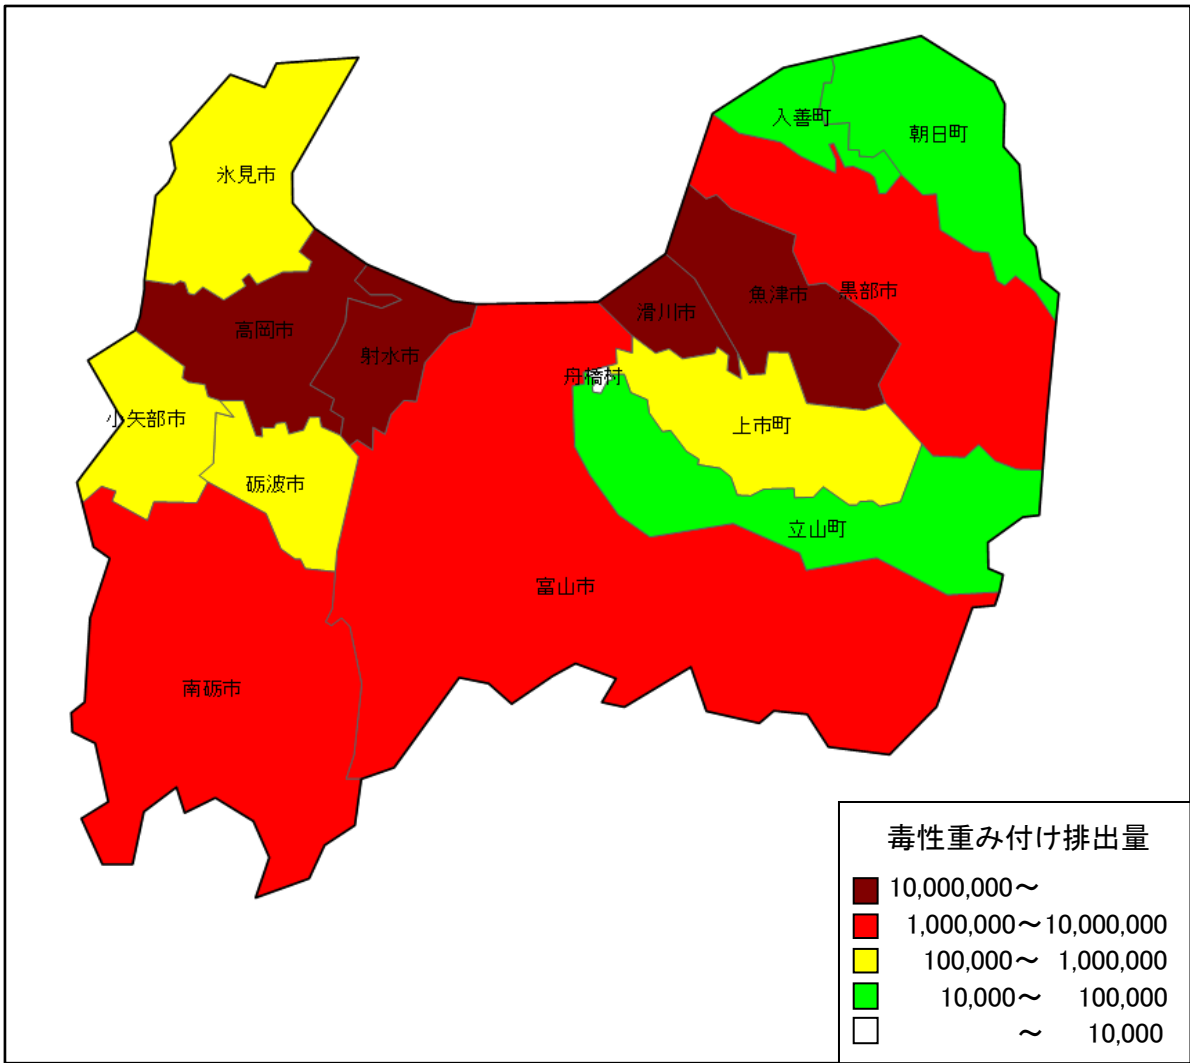 入善町
朝日町
氷見市
黒部市
魚津市
滑川市
高岡市
射水市
舟橋村
小矢部市
上市町
砺波市
立山町
富山市
南砺市
毒性重み付け排出量
10,000,000～
1,000,000～10,000,000
100,000～ 1,000,000
10,000～ 100,000
～ 10,000